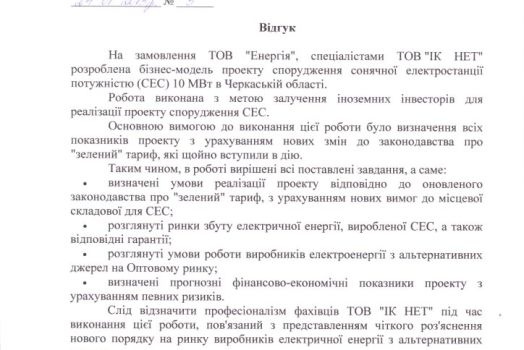 №
Відгук
На замовлення ТОВ "Енергія", спеціалістами ТОВ "ІК НЕТ"
розроблена бізнес-модель проекту спорудження сонячної електростанції
потужністю (СЕС) 10 МВт в Черкаській області.
Робота виконана з метою залучення іноземних інвесторів для
реалізації проекту спорудження СЕС.
Основною вимогою до виконання цієї роботи було визначення всіх
показників проекту з урахуванням нових змін до законодавства про
"зелений" тариф, які щойно вступили в дію.
Таким чином, в роботі вирішені всі поставлені завдання, а саме:
• визначені умови реалізації проекту відповідно до оновленого
законодавства про "зелений" тариф, з урахуванням нових вимог до місцевої
складової для СЕС;
• розглянуті ринки збуту електричної енергії, виробленої СЕС, а також
відповідні гарантії;
• розглянуті умови роботи виробників електроенергії з альтернативних
джерел на Оптовому ринку;
• визначені прогнозні фінансово-економічні показники проекту з
урахуванням певних ризиків.
Слід відзначити професіоналізм фахівців ТОВ "ІК НЕТ" під час
виконання цієї роботи, пов'язаний з представленням чіткого роз'яснення
нового порядку на ринку виробників електричної енергії з альтернативних